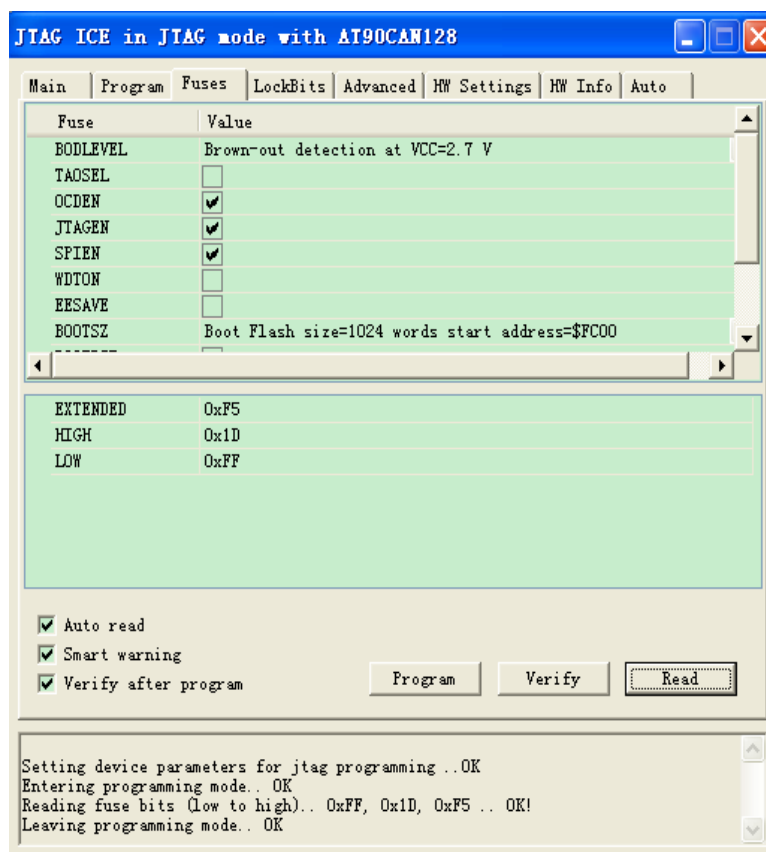 JTAG ICE in JTAG mode with AT90CAN128
Main Program Fuses LockBits Advanced HW Settings HW Info Auto
Fuse Value
BODLEVEL Brown-out detection at VCC=2.7 V
TAOSEL
OCDEN
JTAGEN
SPIEN
WDTON
EESAVE
BOOTSZ Boot Flash size=1024 words start address=$FC00
EXTENDED 0xF5
HIGH 0x1D
LOW 0xFF
Auto read
Smart warning
Verify after program
Program Verify Read
Setting device parameters for jtag programming ..OK
Entering programming mode.. OK
Reading fuse bits (low to high).. 0xFF, 0x1D, 0xF5 .. OK!
Leaving programming mode.. OK